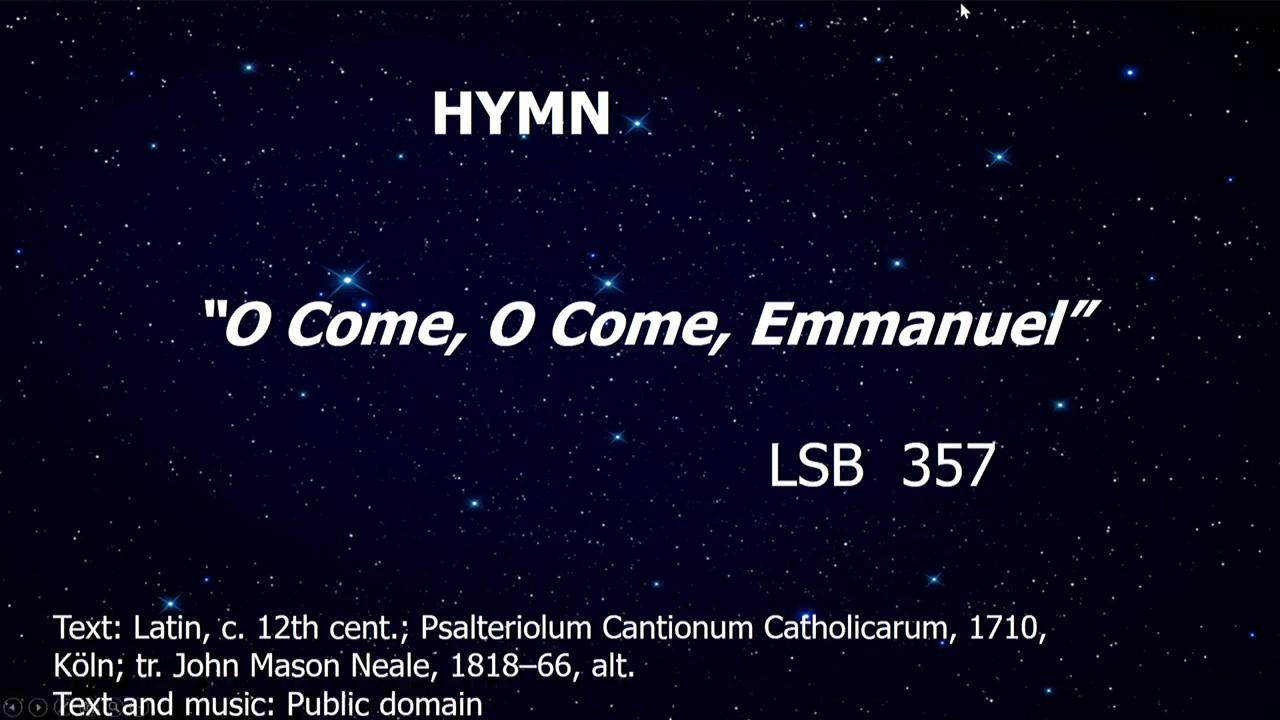 HYMN
“O Come, O Come, Emmanuel”
LSB 357
Text: Latin, c. 12th cent.; Psalteriolum Cantionum Catholicarum, 1710,
Köln; tr. John Mason Neale, 1818–66, alt.
Text and music: Public domain